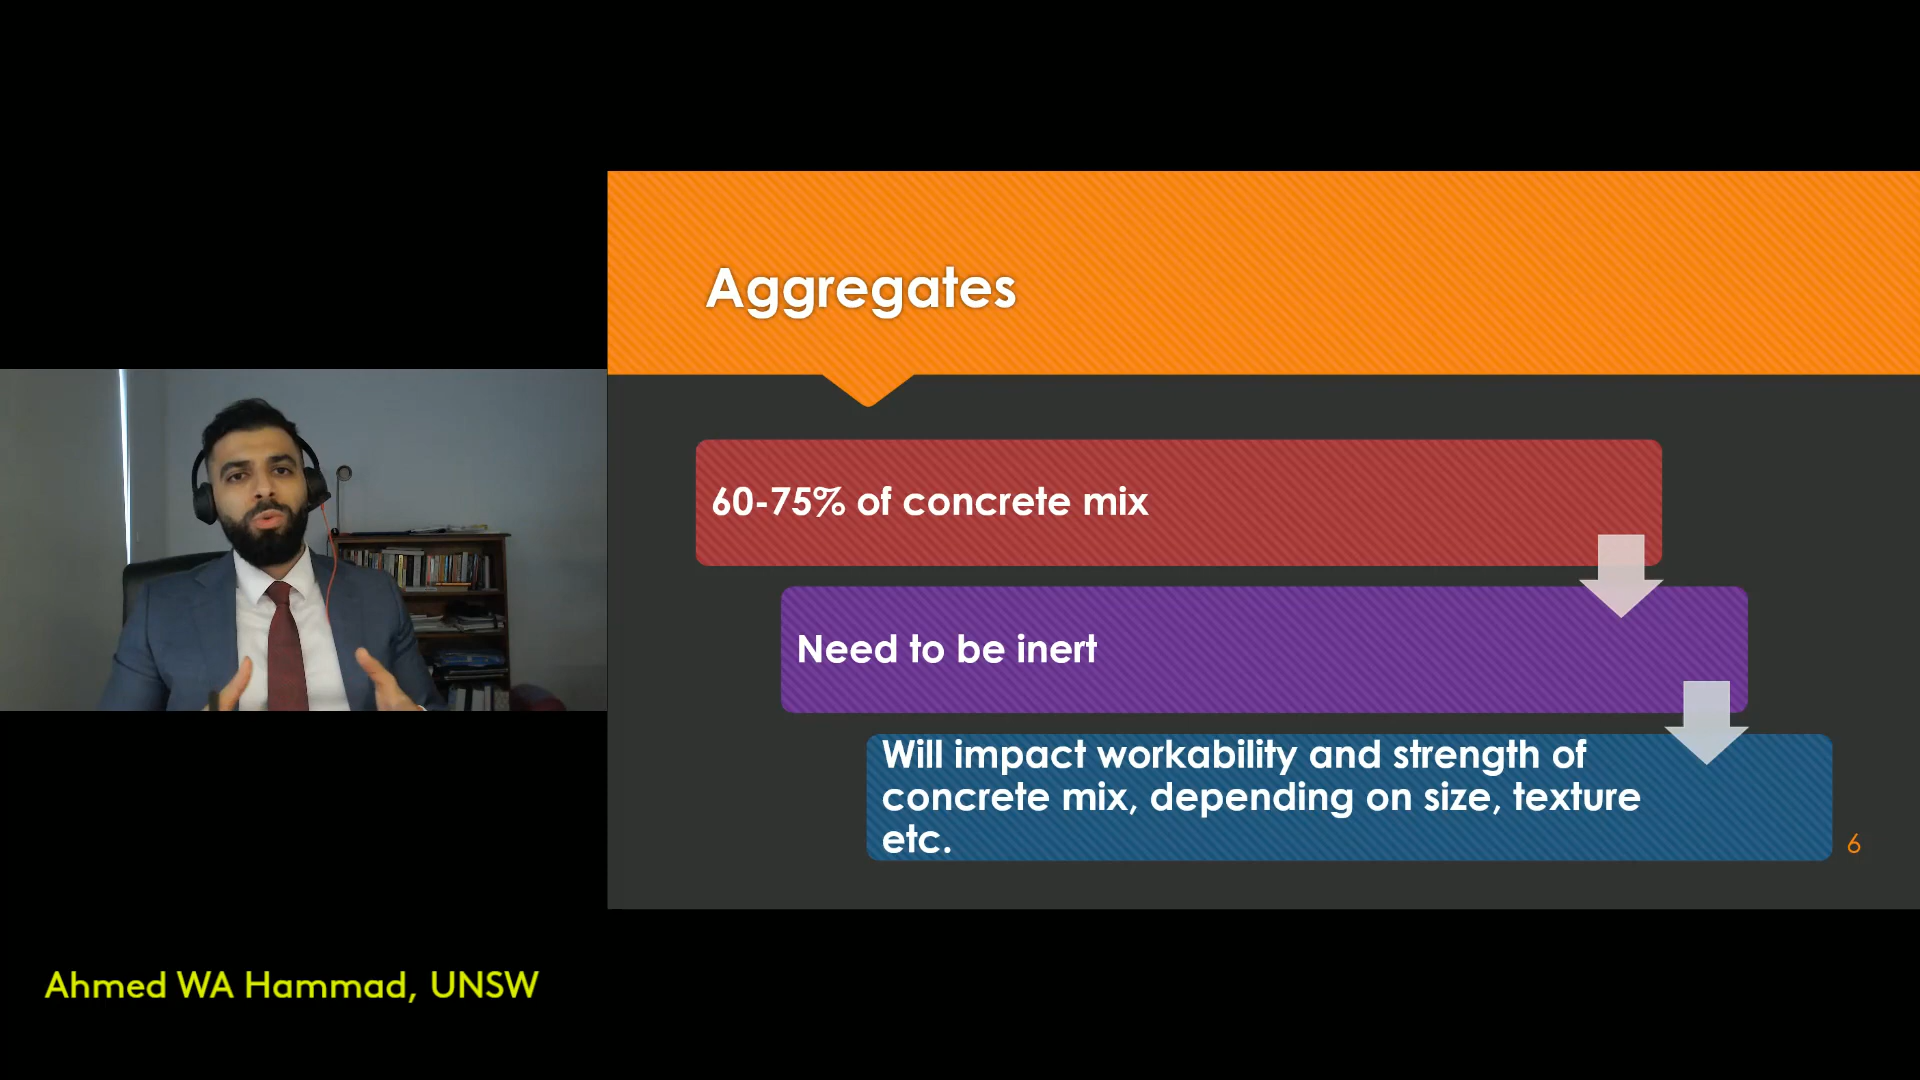 Aggregates
60-75% of concrete mix
Need to be inert
Will impact workability and strength of
concrete mix, depending on size, texture
etc.
6
Ahmed WA Hammad, UNSW